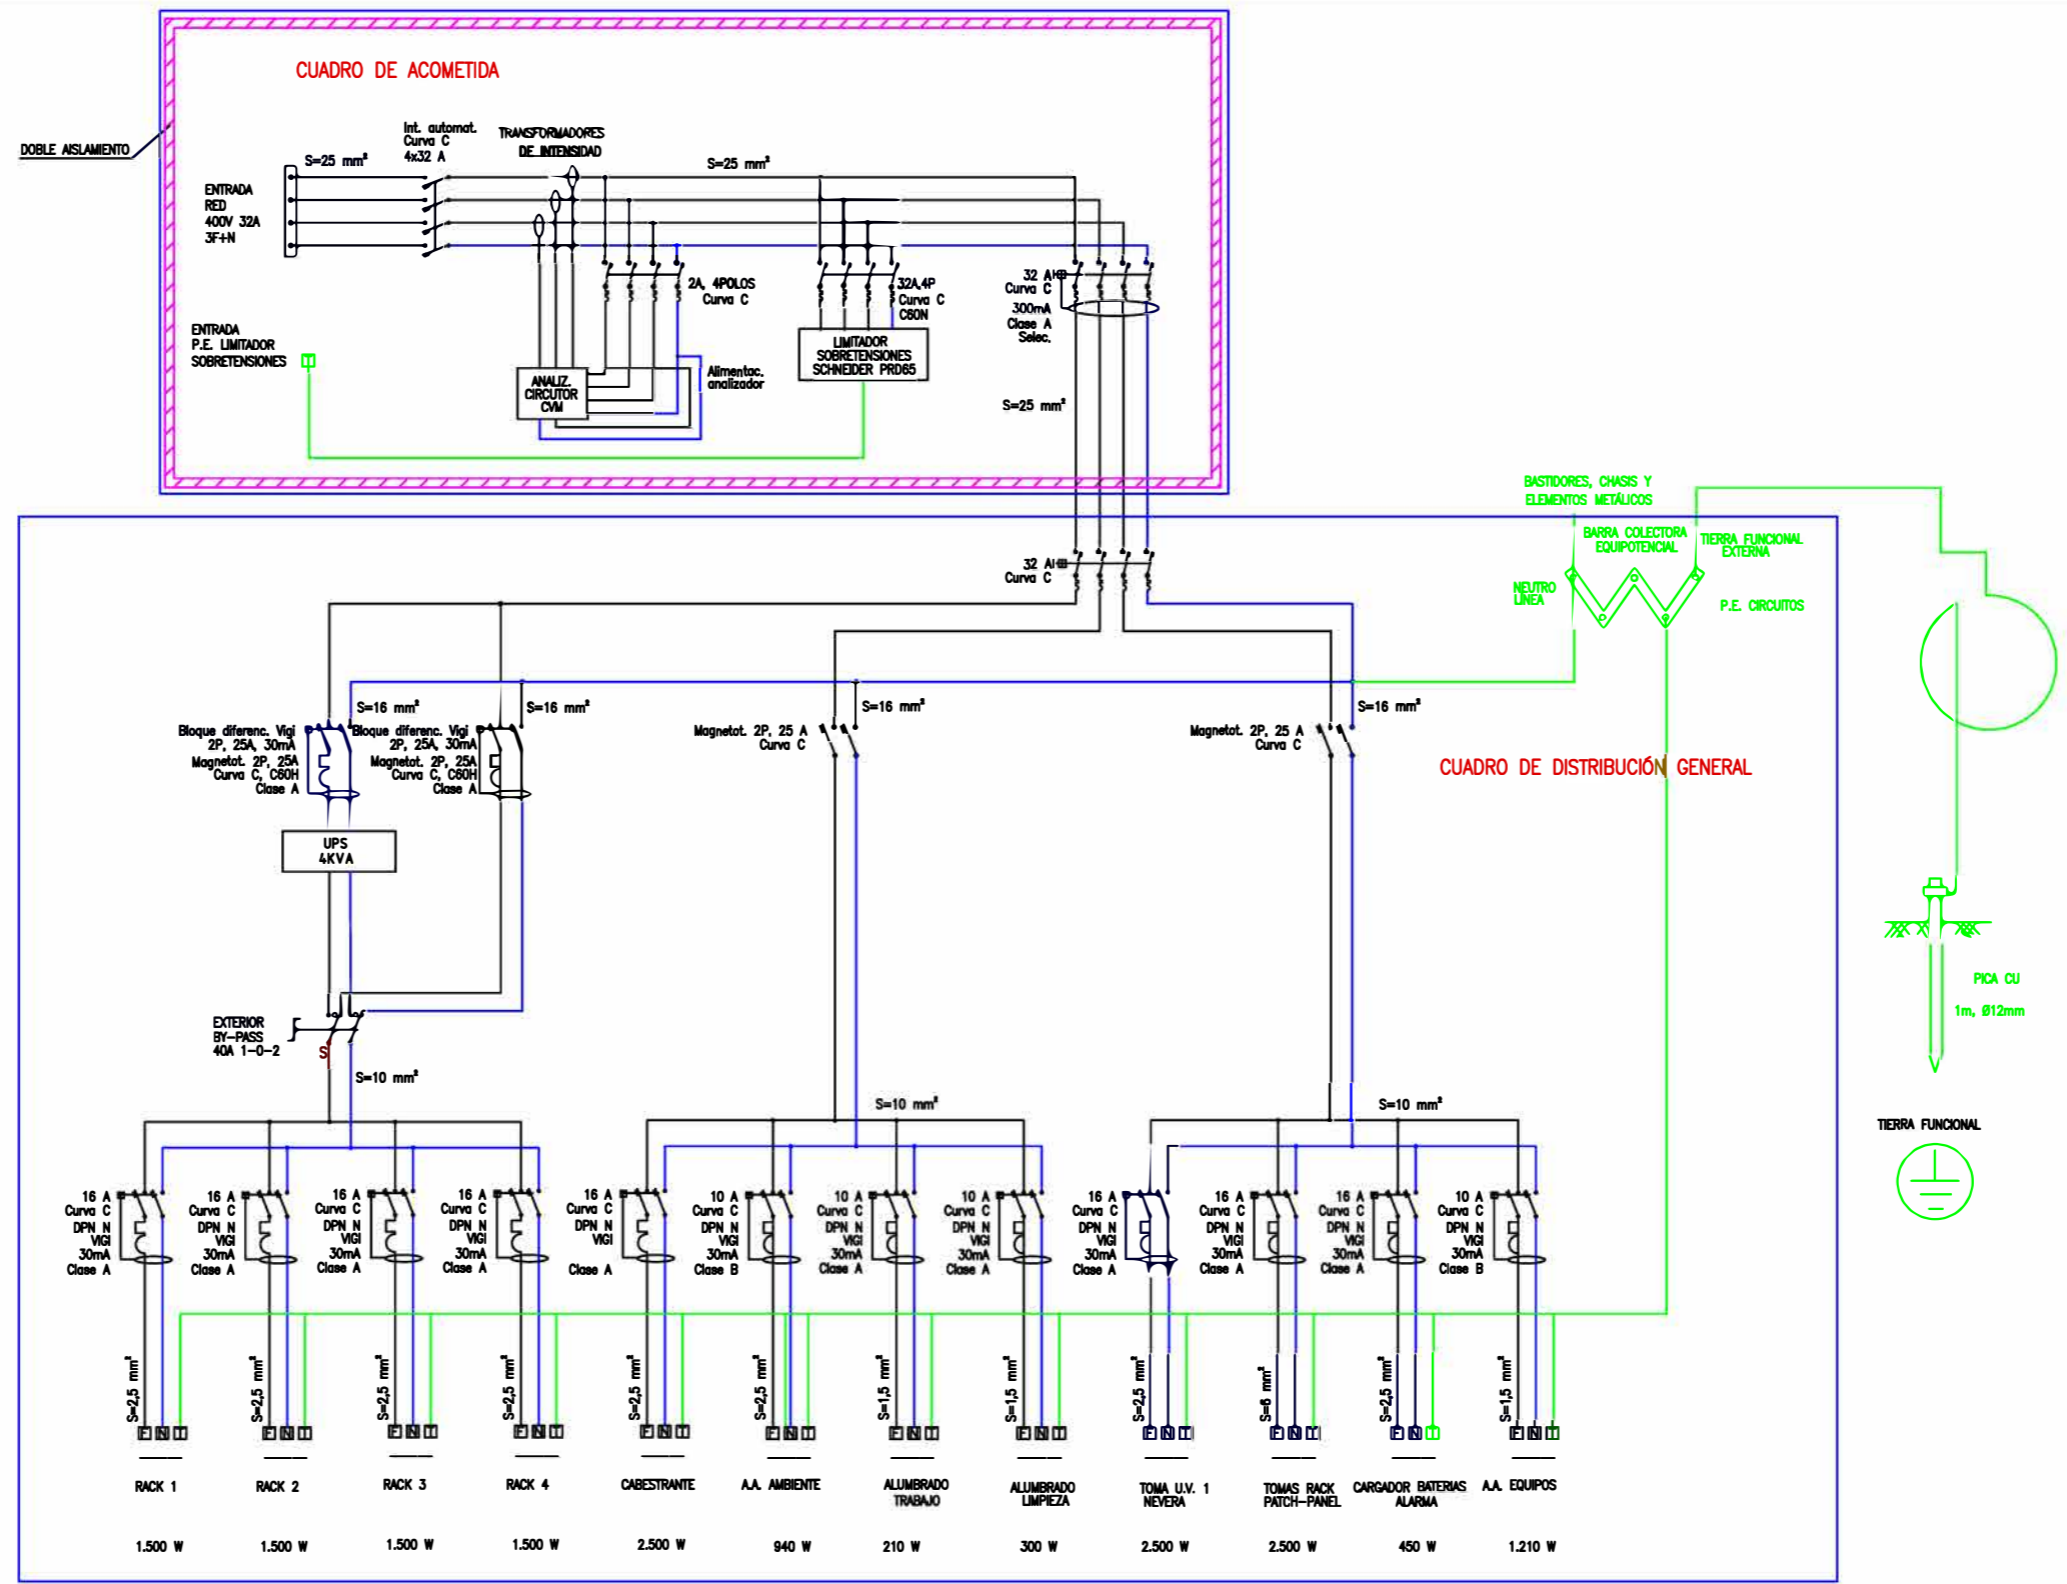 CUADRO DE ACOMETIDA
DOBLE AISLAMIENTO
S=25 mm²
Int. automat.
Curva C
4x32 A
TRANSFORMADORES
DE INTENSIDAD
S=25 mm²
ENTRADA
RED
400V 32A
3F+N
2A, 4POLOS
Curva C
32A,4P
Curva C
C60N
32 A
Curva C
300mA
Clase A
Selec.
ENTRADA
P.E. LIMITADOR
SOBRETENSIONES
LIMITADOR
SOBRETENSIONES
SCHNEIDER PRD65
ANALIZ.
CIRCUTOR
CVM
Alimentac.
analizador
S=25 mm²
BASTIDORES, CHASIS Y
ELEMENTOS METÁLICOS
BARRA COLECTORA
EQUIPOTENCIAL
TIERRA FUNCIONAL
EXTERNA
NEUTRO
LINEA
P.E. CIRCUITOS
32 A
Curva C
S=16 mm²
S=16 mm²
S=16 mm²
S=16 mm²
Bloque diferenc. Vigi
2P, 25A, 30mA
Magnetot. 2P, 25A
Curva C, C60H
Clase A
Bloque diferenc. Vigi
2P, 25A, 30mA
Magnetot. 2P, 25A
Curva C, C60H
Clase A
Magnetot. 2P, 25 A
Curva C
Magnetot. 2P, 25 A
Curva C
CUADRO DE DISTRIBUCIÓN GENERAL
UPS
4KVA
EXTERIOR
BY-PASS
40A 1-0-2
S
S=10 mm²
S=10 mm²
S=10 mm²
PICA CU
1m, Ø12mm
TIERRA FUNCIONAL
16 A
Curva C
DPN N
VIGI
30mA
Clase A
16 A
Curva C
DPN N
VIGI
30mA
Clase A
16 A
Curva C
DPN N
VIGI
30mA
Clase A
16 A
Curva C
DPN N
VIGI
30mA
Clase A
16 A
Curva C
DPN N
VIGI
Clase A
10 A
Curva C
DPN N
VIGI
30mA
Clase B
10 A
Curva C
DPN N
VIGI
30mA
Clase A
10 A
Curva C
DPN N
VIGI
30mA
Clase A
16 A
Curva C
DPN N
VIGI
30mA
Clase A
16 A
Curva C
DPN N
VIGI
30mA
Clase A
16 A
Curva C
DPN N
VIGI
30mA
Clase A
10 A
Curva C
DPN N
VIGI
30mA
Clase B
S=2,5 mm²
S=2,5 mm²
S=2,5 mm²
S=2,5 mm²
S=2,5 mm²
S=2,5 mm²
S=1,5 mm²
S=1,5 mm²
S=2,5 mm²
S=6 mm²
S=2,5 mm²
S=1,5 mm²
F N T
F N T
F N T
F N T
F N T
F N T
F N T
F N T
F N T
F N T
F N T
F N T
RACK 1
RACK 2
RACK 3
RACK 4
CABESTRANTE
A.A. AMBIENTE
ALUMBRADO
TRABAJO
ALUMBRADO
LIMPIEZA
TOMA U.V. 1
NEVERA
TOMAS RACK
PATCH-PANEL
CARGADOR BATERIAS
ALARMA
A.A. EQUIPOS
1.500 W
1.500 W
1.500 W
1.500 W
2.500 W
940 W
210 W
300 W
2.500 W
2.500 W
450 W
1.210 W